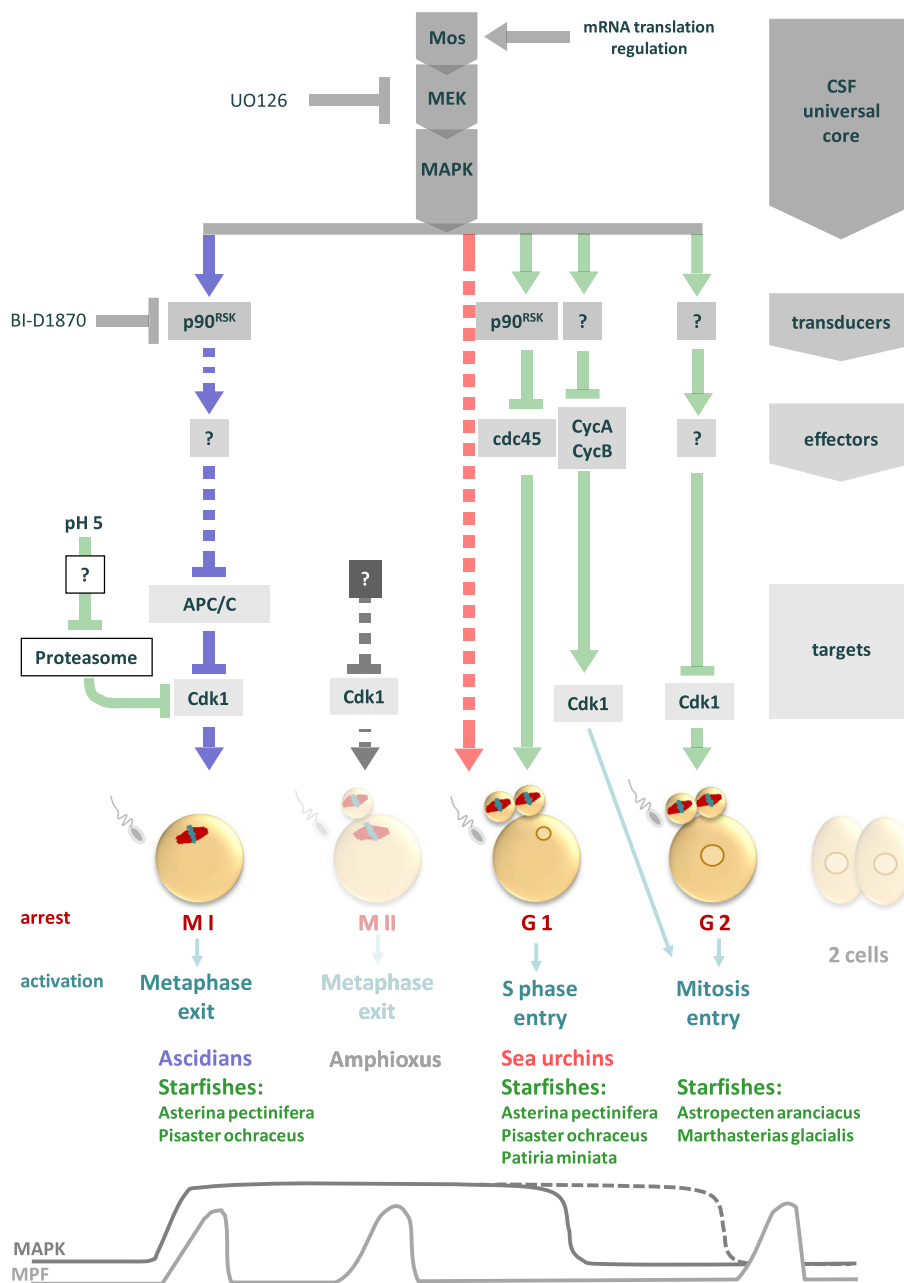 Mos
mRNA translation
regulation
UO126
MEK
CSF
universal
core
MAPK
BI-D1870
p90RSK
p90RSK
?
?
transducers
?
cdc45
CycA
CycB
?
effectors
pH 5
?
?
APC/C
Proteasome
targets
Cdk1
Cdk1
Cdk1
Cdk1
arrest
M I
M II
G 1
G 2
2 cells
activation
Metaphase
exit
Metaphase
exit
S phase
entry
Mitosis
entry
Ascidians
Amphioxus
Sea urchins
Starfishes:
Asterina pectinifera
Pisaster ochraceus
Starfishes:
Asterina pectinifera
Pisaster ochraceus
Patiria miniata
Starfishes:
Astropecten aranciacus
Marthasterias glacialis
MAPK
MPF